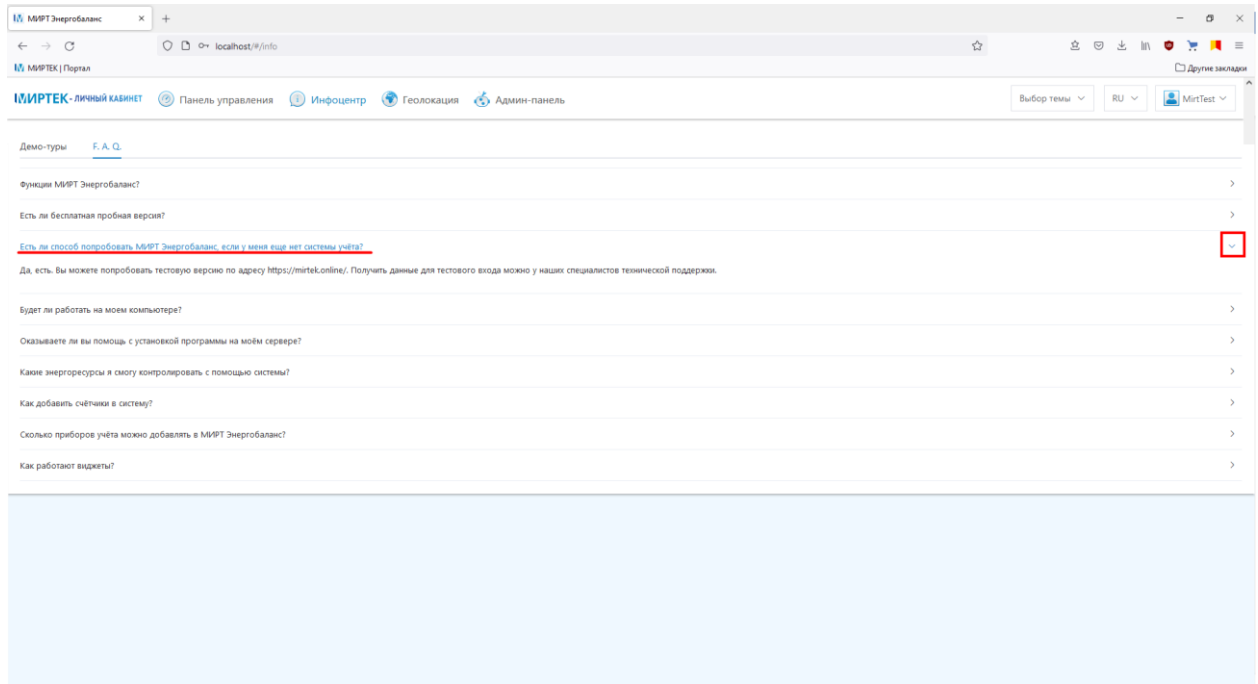 МИРТ Энергобаланс
localhost/#/info
МИРТЕК | Портал
Другие закладки
МИРТЕК - ЛИЧНЫЙ КАБИНЕТ Панель управления Инфоцентр Геолокация Админ-панель Выбор темы RU MirtTest
Демо-туры F. A. Q.
Функции МИРТ Энергобаланс?
Есть ли бесплатная пробная версия?
Есть ли способ попробовать МИРТ Энергобаланс, если у меня еще нет системы учёта?
Да, есть. Вы можете попробовать тестовую версию по адресу https://mirtek.online/. Получить данные для тестового входа можно у наших специалистов технической поддержки.
Будет ли работать на моем компьютере?
Оказываете ли вы помощь с установкой программы на моём сервере?
Какие энергоресурсы я смогу контролировать с помощью системы?
Как добавить счётчики в систему?
Сколько приборов учёта можно добавлять в МИРТ Энергобаланс?
Как работают виджеты?